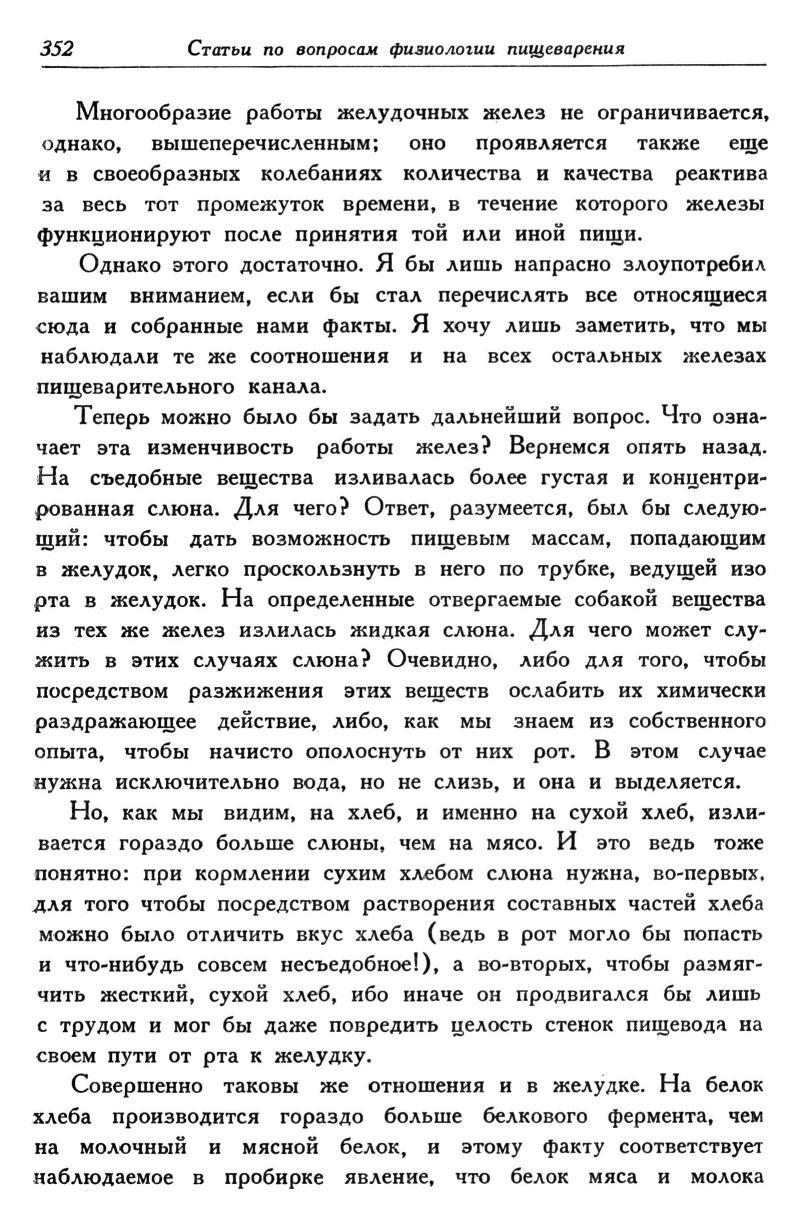 352 Статьи по вопросам физиологии пищеварения
Многообразие работы желудочных желез не ограничивается,
однако, вышеперечисленным; оно проявляется также еще
и в своеобразных колебаниях количества и качества реактива
за весь тот промежуток времени, в течение которого железы
функционируют после принятия той или иной пищи.
Однако этого достаточно. Я бы лишь напрасно злоупотребил
вашим вниманием, если бы стал перечислять все относящиеся
сюда и собранные нами факты. Я хочу лишь заметить, что мы
наблюдали те же соотношения и на всех остальных железах
пищеварительного канала.
Теперь можно было бы задать дальнейший вопрос. Что озна-
чает эта изменчивость работы желез? Вернемся опять назад.
На съедобные вещества изливалась более густая и концентри-
рованная слюна. Для чего? Ответ, разумеется, был бы следую-
щий: чтобы дать возможность пищевым массам, попадающим
в желудок, легко проскользнуть в него по трубке, ведущей изо
рта в желудок. На определенные отвергаемые собакой вещества
из тех же желез излилась жидкая слюна. Для чего может слу-
жить в этих случаях слюна? Очевидно, либо для того, чтобы
посредством разжижения этих веществ ослабить их химически
раздражающее действие, либо, как мы знаем из собственного
опыта, чтобы начисто ополоснуть от них рот. В этом случае
нужна исключительно вода, но не слизь, и она и выделяется.
Но, как мы видим, на хлеб, и именно на сухой хлеб, изли-
вается гораздо больше слюны, чем на мясо. И это ведь тоже
понятно: при кормлении сухим хлебом слюна нужна, во-первых,
для того чтобы посредством растворения составных частей хлеба
можно было отличить вкус хлеба (ведь в рот могло бы попасть
и что-нибудь совсем несъедобное!), а во-вторых, чтобы размяг-
чить жесткий, сухой хлеб, ибо иначе он продвигался бы лишь
с трудом и мог бы даже повредить целость стенок пищевода на
своем пути от рта к желудку.
Совершенно таковы же отношения и в желудке. На белок
хлеба производится гораздо больше белкового фермента, чем
на молочный и мясной белок, и этому факту соответствует
наблюдаемое в пробирке явление, что белок мяса и молока